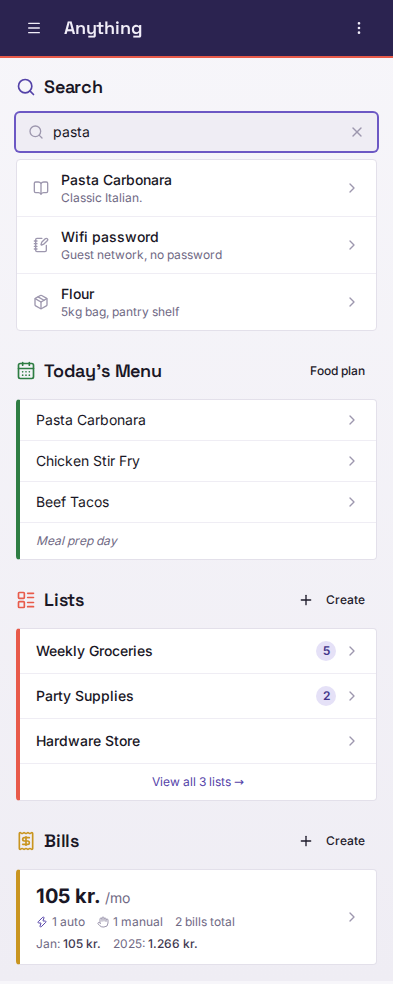 Anything
Search
pasta
Pasta Carbonara
Classic Italian.
Wifi password
Guest network, no password
Flour
5kg bag, pantry shelf
Today's Menu
Food plan
Pasta Carbonara
Chicken Stir Fry
Beef Tacos
Meal prep day
Lists
+ Create
Weekly Groceries 5
Party Supplies 2
Hardware Store
View all 3 lists →
Bills
+ Create
105 kr. /mo
1 auto 1 manual 2 bills total
Jan: 105 kr. 2025: 1.266 kr.